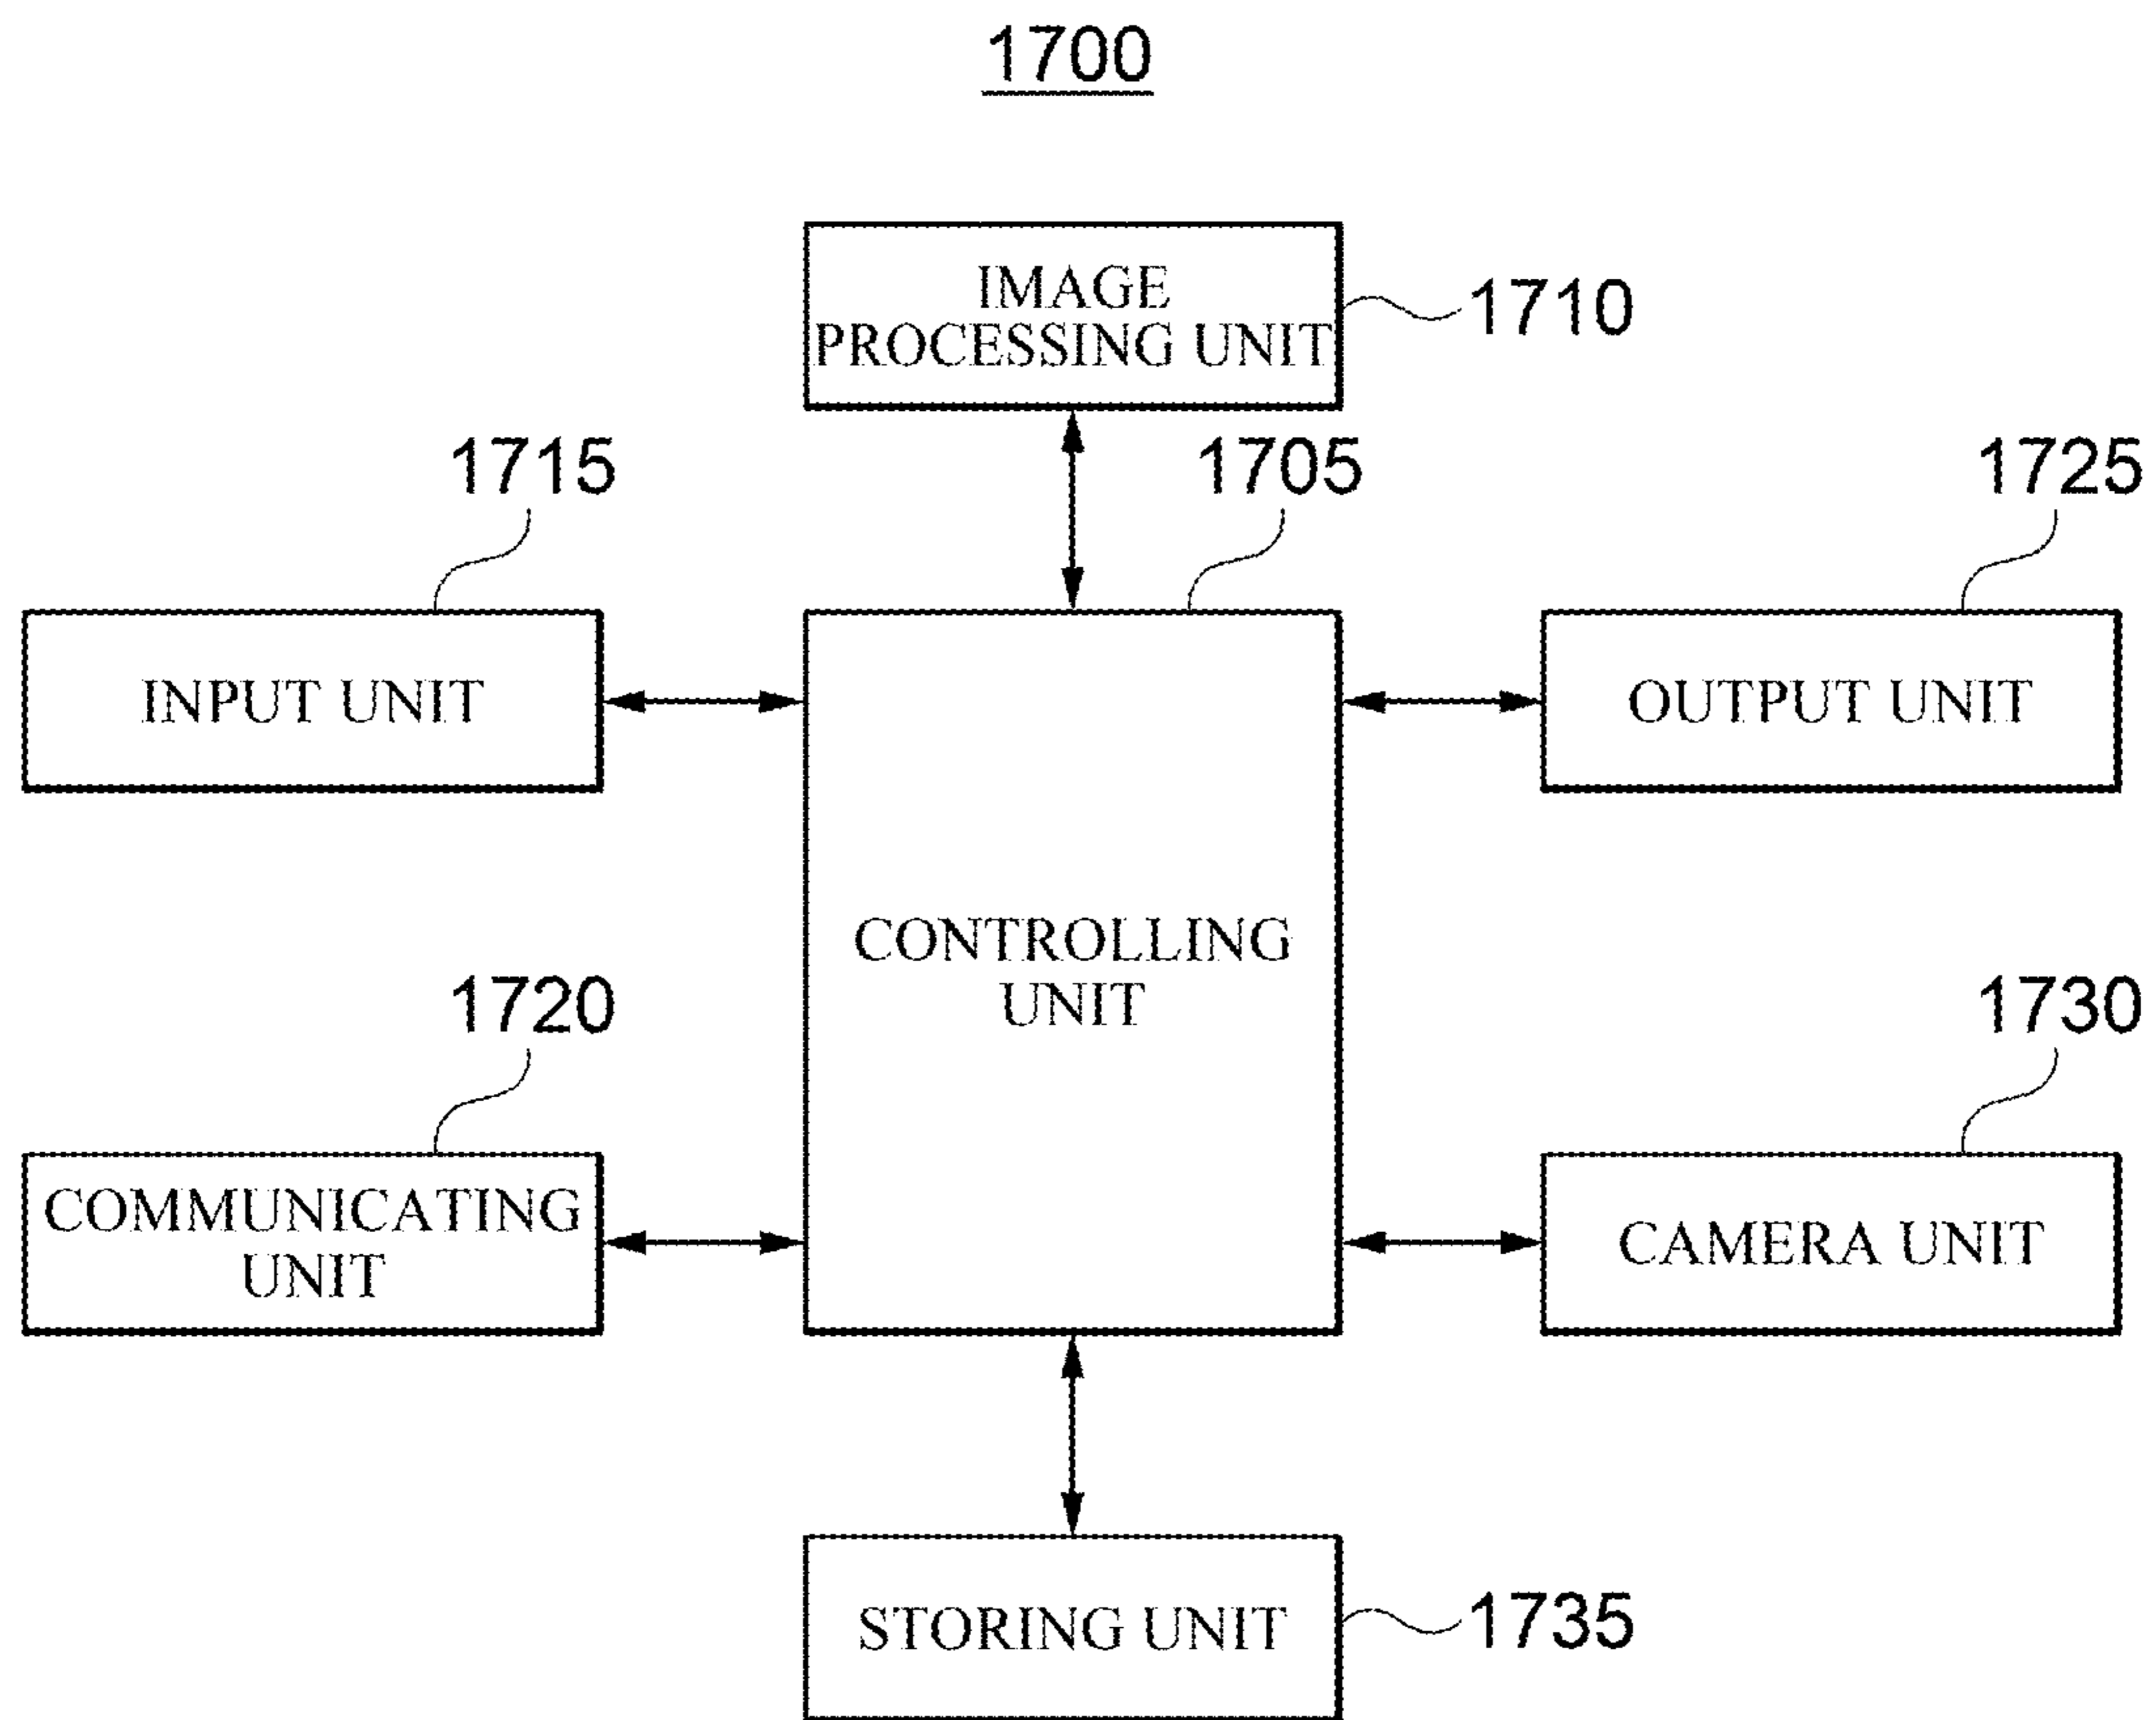 1700
IMAGE
PROCESSING UNIT
1710
1715
1705
1725
INPUT UNIT
OUTPUT UNIT
CONTROLLING
UNIT
1720
1730
COMMUNICATING
UNIT
CAMERA UNIT
STORING UNIT
1735